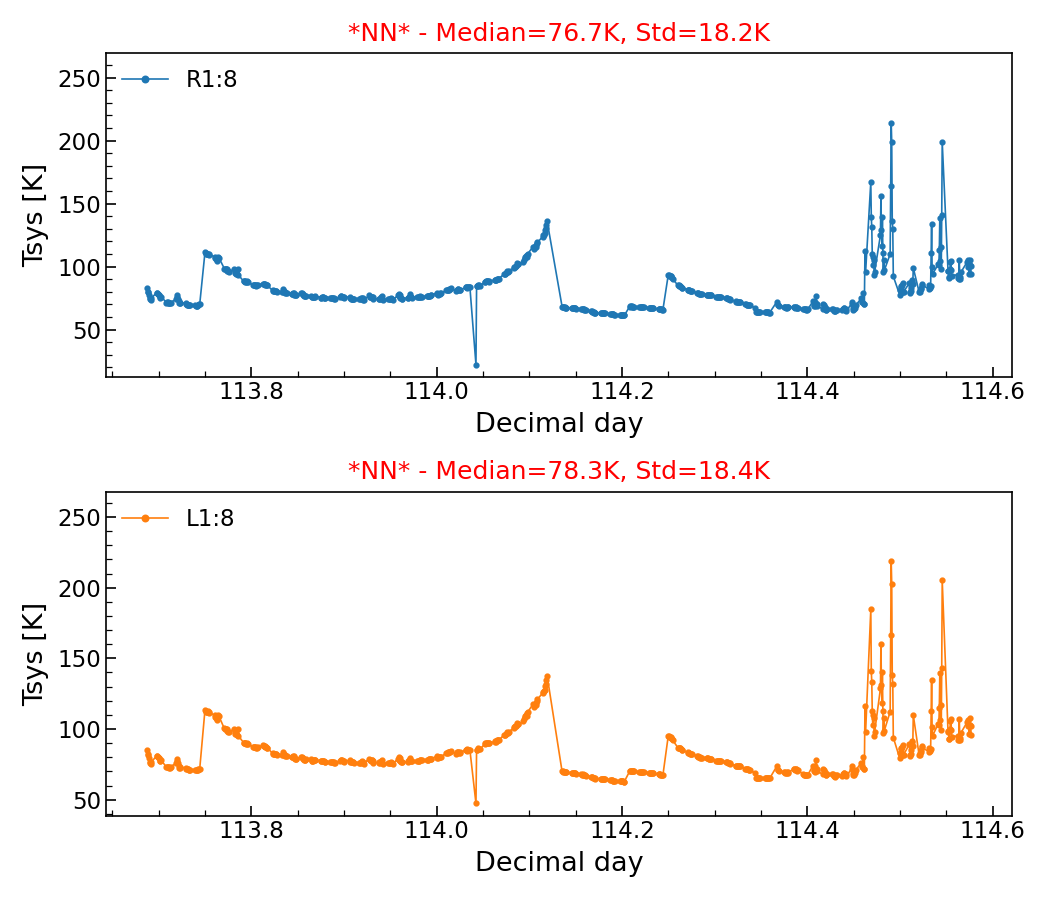 *NN* - Median=76.7K, Std=18.2K
R1:8
250
200
150
100
50
Tsys [K]
113.8 114.0 114.2 114.4 114.6
Decimal day
*NN* - Median=78.3K, Std=18.4K
L1:8
250
200
150
100
50
Tsys [K]
113.8 114.0 114.2 114.4 114.6
Decimal day